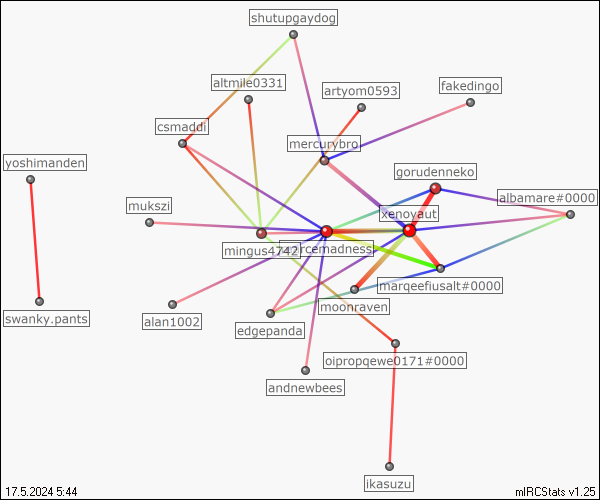 shutupgaydog
altmile0331
fakedingo
artyom0593
csmaddi
mercurybro
yoshimanden
gorudenneko
albamare#0000
mukszi
xenoyaut
mingus4742
marqeefiusalt#0000
moonraven
swanky.pants
alan1002
edgepanda
oipropqewe0171#0000
andnewbees
ikasuzu
17.5.2024 5:44
mIRCStats v1.25